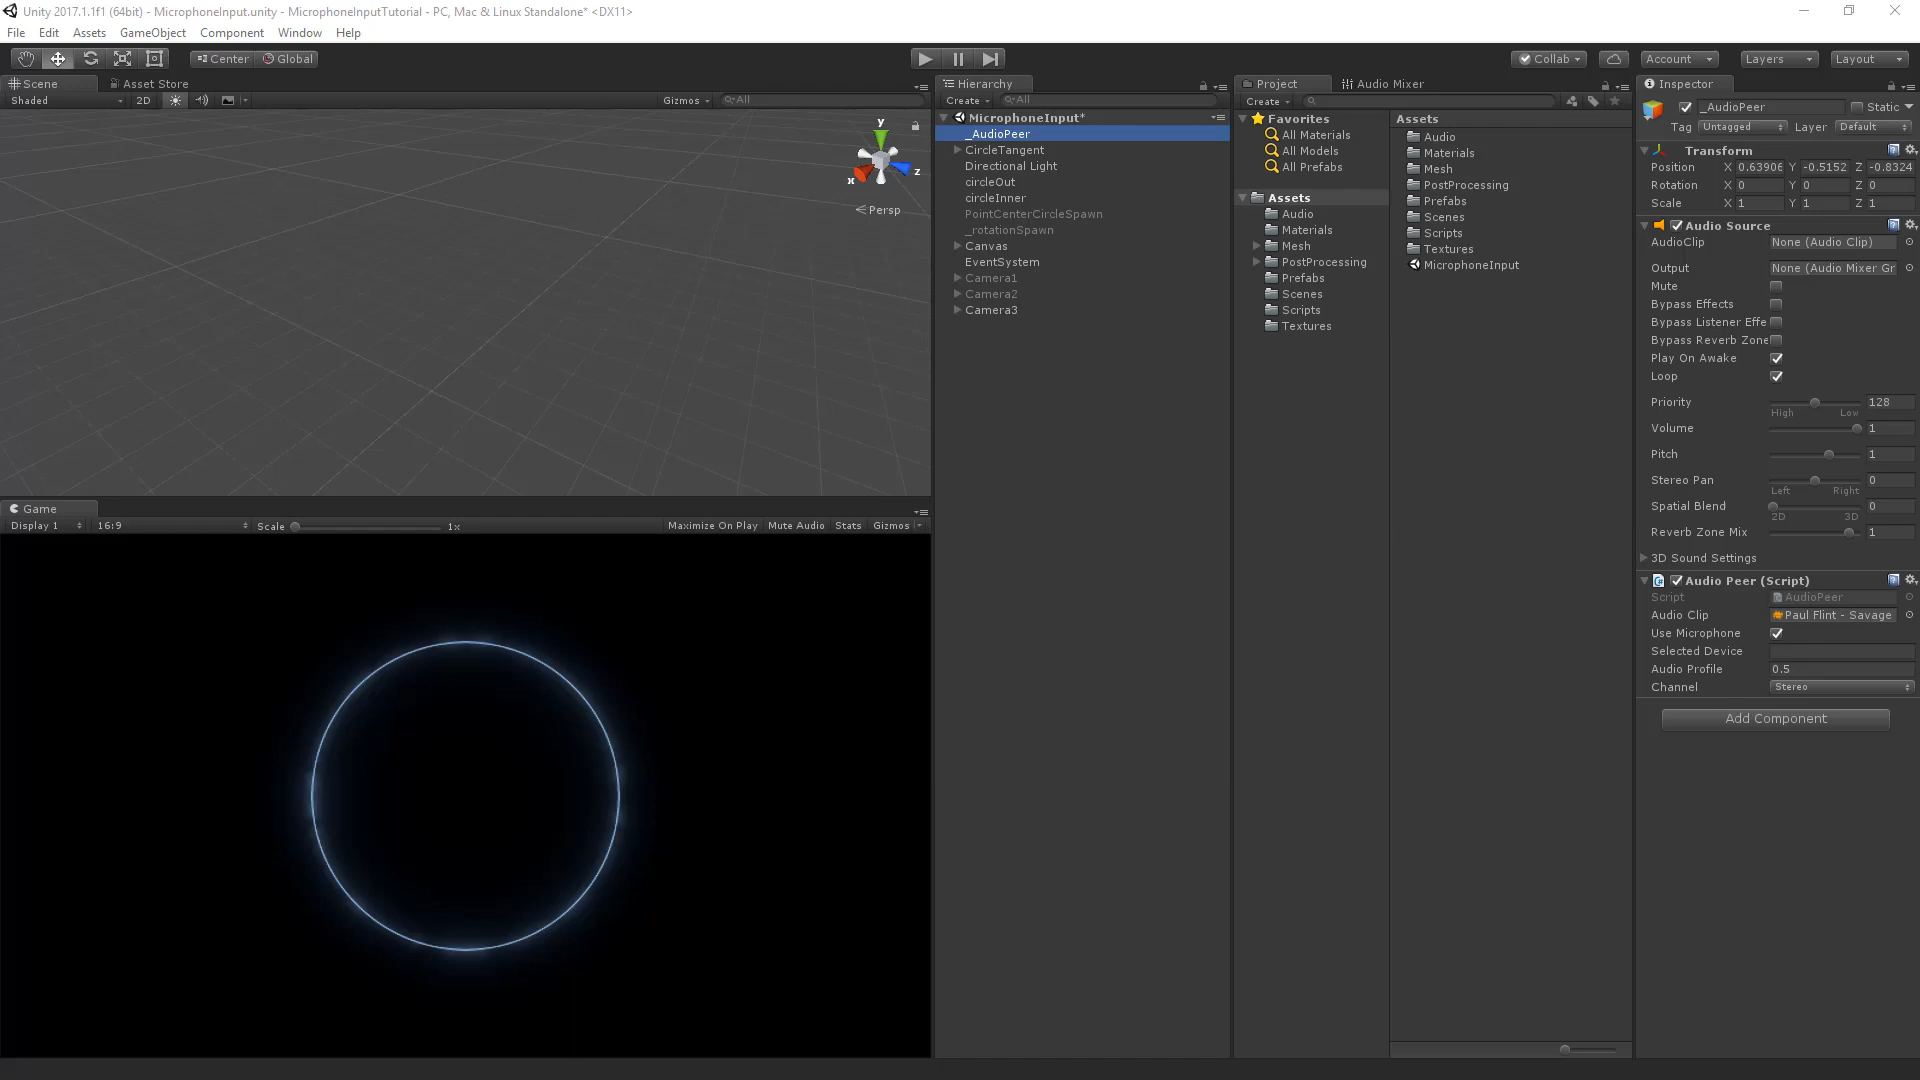 Unity 2017.1.1f1 (64bit) - MicrophoneInput.unity - MicrophoneInputTutorial - PC, Mac & Linux Standalone* <DX11>
File Edit Assets GameObject Component Window Help
Center Global Collab Account Layers Layout
Scene Asset Store
Shaded 2D Gizmos All
y
x
z
Persp
Game
Display 1 16:9 Scale 1x Maximize On Play Mute Audio Stats Gizmos
Hierarchy
Create All
MicrophoneInput*
_AudioPeer
CircleTangent
Directional Light
circleOut
circleInner
PointCenterCircleSpawn
_rotationSpawn
Canvas
EventSystem
Camera1
Camera2
Camera3
Project Audio Mixer
Create
Favorites
All Materials
All Models
All Prefabs
Assets
Audio
Materials
Mesh
PostProcessing
Prefabs
Scenes
Scripts
Textures
Assets
Audio
Materials
Mesh
PostProcessing
Prefabs
Scenes
Scripts
Textures
MicrophoneInput
Inspector
_AudioPeer Static
Tag Untagged Layer Default
Transform
Position X 0.63906 Y -0.5152 Z -0.8324
Rotation X 0 Y 0 Z 0
Scale X 1 Y 1 Z 1
Audio Source
AudioClip None (Audio Clip)
Output None (Audio Mixer Gr
Mute
Bypass Effects
Bypass Listener Effe
Bypass Reverb Zone
Play On Awake
Loop
Priority 128
High Low
Volume 1
Pitch 1
Stereo Pan 0
Left Right
Spatial Blend 0
2D 3D
Reverb Zone Mix 1
3D Sound Settings
Audio Peer (Script)
Script AudioPeer
Audio Clip Paul Flint - Savage
Use Microphone
Selected Device
Audio Profile 0.5
Channel Stereo
Add Component